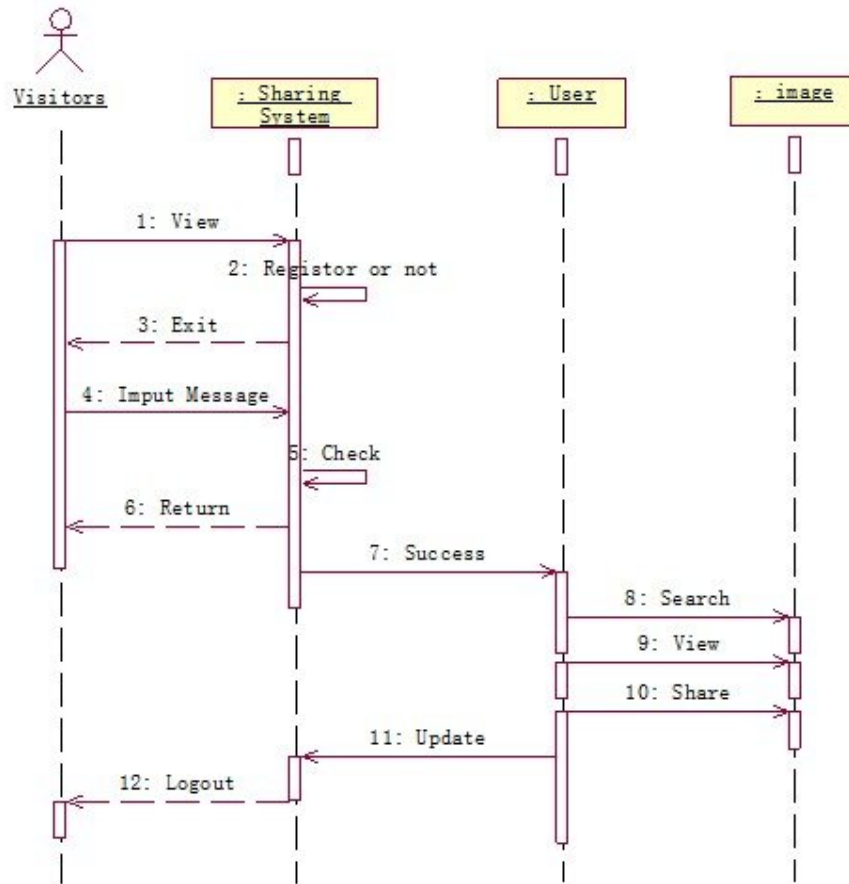 Visitors
: Sharing
System
: User
: image
1: View
2: Registor or not
3: Exit
4: Imput Message
5: Check
6: Return
7: Success
8: Search
9: View
10: Share
11: Update
12: Logout